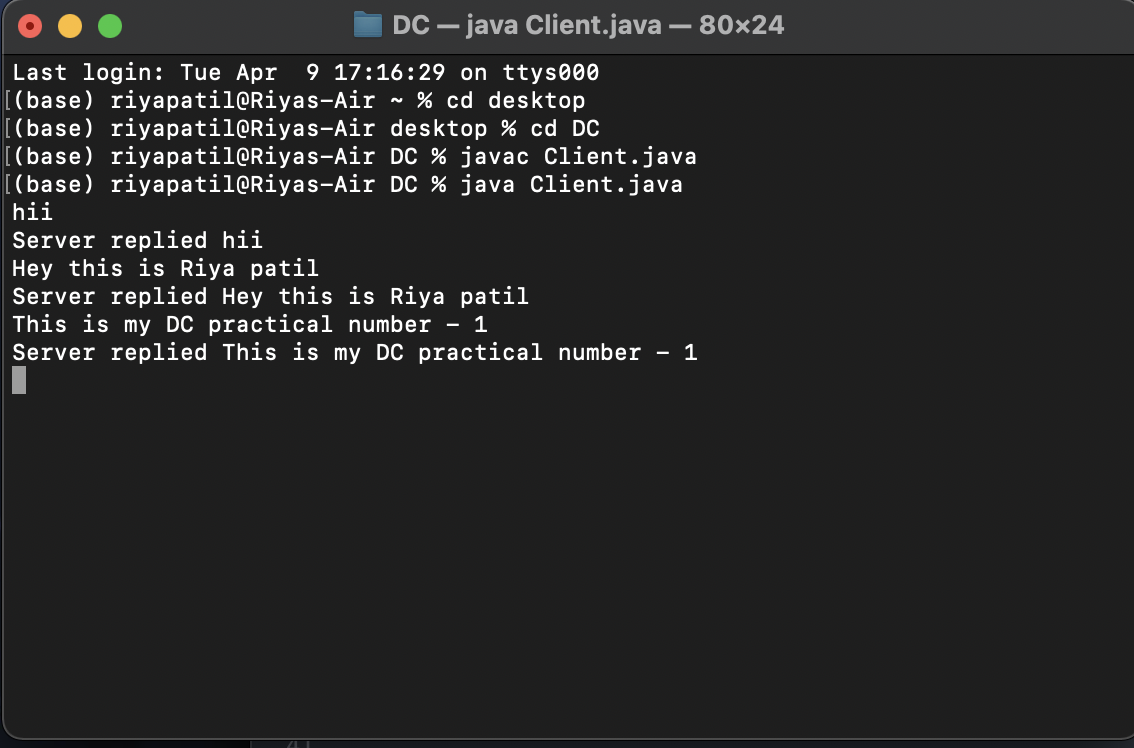 DC — java Client.java — 80×24
Last login: Tue Apr  9 17:16:29 on ttys000
[(base) riyapatil@Riyas-Air ~ % cd desktop
[(base) riyapatil@Riyas-Air desktop % cd DC
[(base) riyapatil@Riyas-Air DC % javac Client.java
[(base) riyapatil@Riyas-Air DC % java Client.java
hii
Server replied hii
Hey this is Riya patil
Server replied Hey this is Riya patil
This is my DC practical number – 1
Server replied This is my DC practical number – 1